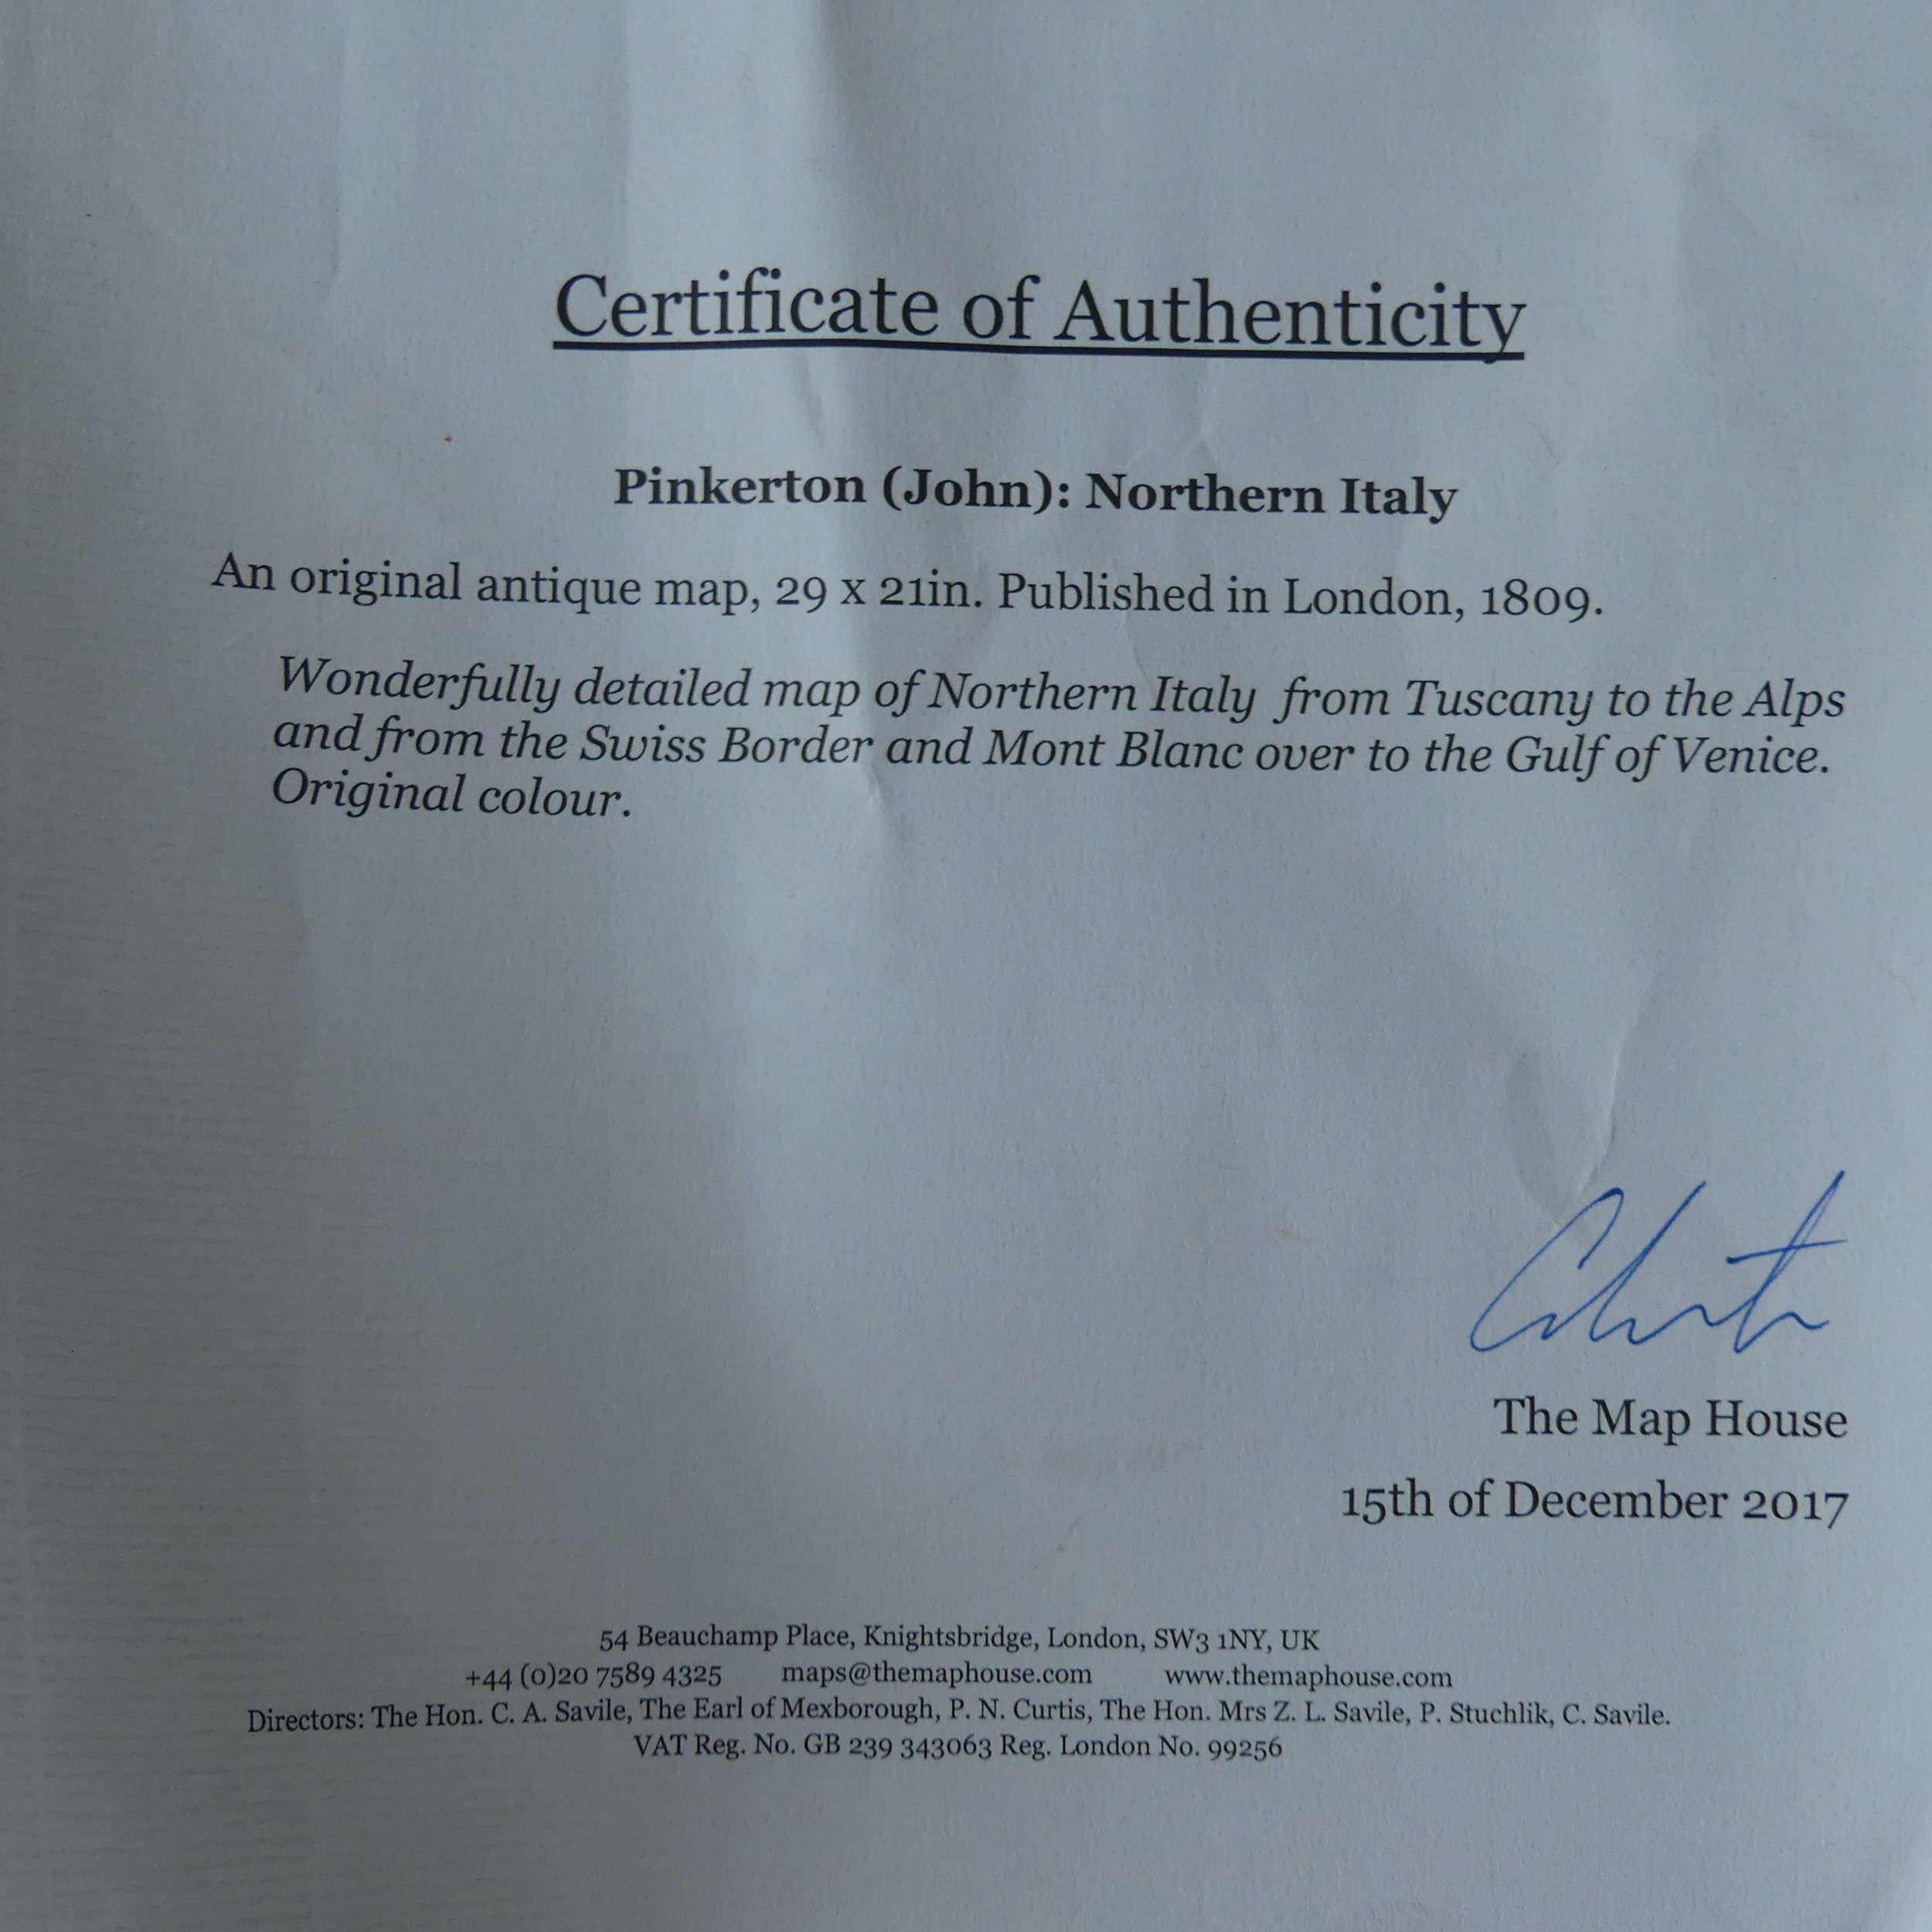 Certificate of Authenticity
Pinkerton (John): Northern Italy
An original antique map, 29 x 21in. Published in London, 1809.
Wonderfully detailed map of Northern Italy from Tuscany to the Alps
and from the Swiss Border and Mont Blanc over to the Gulf of Venice.
Original colour.
The Map House
15th of December 2017
54 Beauchamp Place, Knightsbridge, London, SW3 1NY, UK
+44 (0)20 7589 4325 maps@themaphouse.com www.themaphouse.com
Directors: The Hon. C. A. Savile, The Earl of Mexborough, P. N. Curtis, The Hon. Mrs Z. L. Savile, P. Stuchlik, C. Savile.
VAT Reg. No. GB 239 343063 Reg. London No. 99256